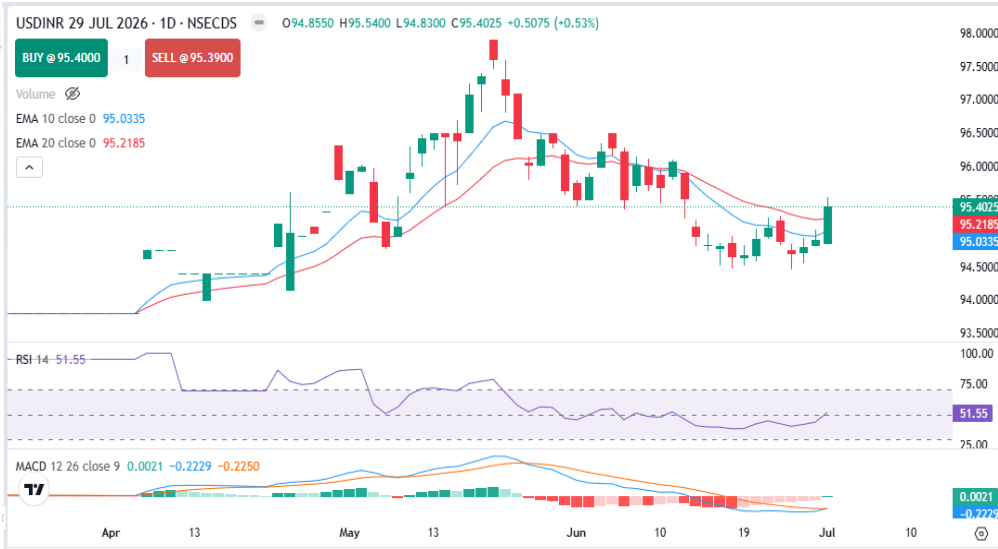 USDINR 29 JUL 2026 · 1D · NSECDS O94.8550 H95.5400 L94.8300 C95.4025 +0.5075 (+0.53%)
BUY @95.4000 1 SELL @95.3900
Volume
EMA 10 close 0 95.0335
EMA 20 close 0 95.2185
98.0000
97.5000
97.0000
96.5000
96.0000
95.4025
95.2185
95.0335
94.5000
94.0000
93.5000
RSI 14 51.55
100.00
75.00
51.55
25.00
MACD 12 26 close 9 0.0021 −0.2229 −0.2250
0.0021
−0.2229
Apr 13 May 13 Jun 10 19 Jul 10